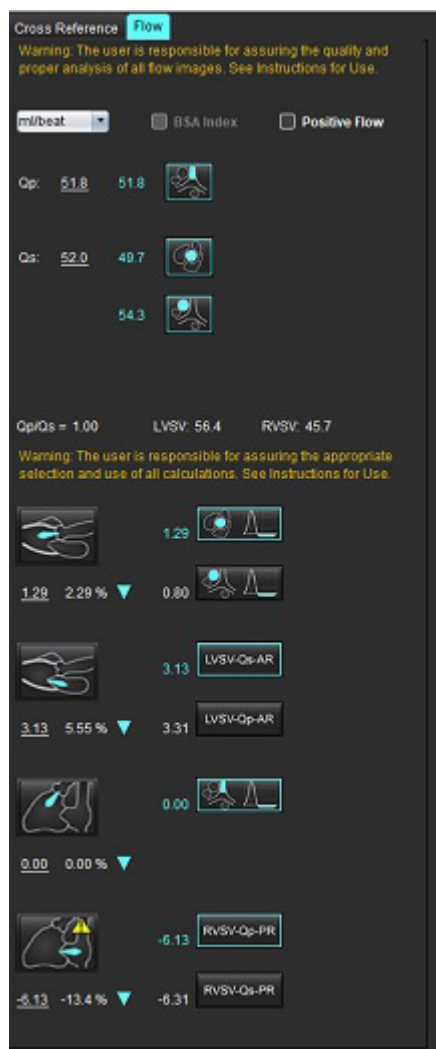 Cross Reference Flow
Warning: The user is responsible for assuring the quality and
proper analysis of all flow images. See Instructions for Use.
ml/beat BSA Index Positive Flow
Qp: 51.8 51.8
Qs: 52.0 49.7
54.3
Qp/Qs = 1.00 LVSV: 56.4 RVSV: 45.7
Warning: The user is responsible for assuring the appropriate
selection and use of all calculations. See Instructions for Use.
1.29
1.29 2.29 % 0.80
3.13 LVSV-Qs-AR
3.13 5.55 % 3.31 LVSV-Qp-AR
0.00
0.00 0.00 %
-6.13 RVSV-Qp-PR
-6.13 -13.4 % -6.31 RVSV-Qs-PR